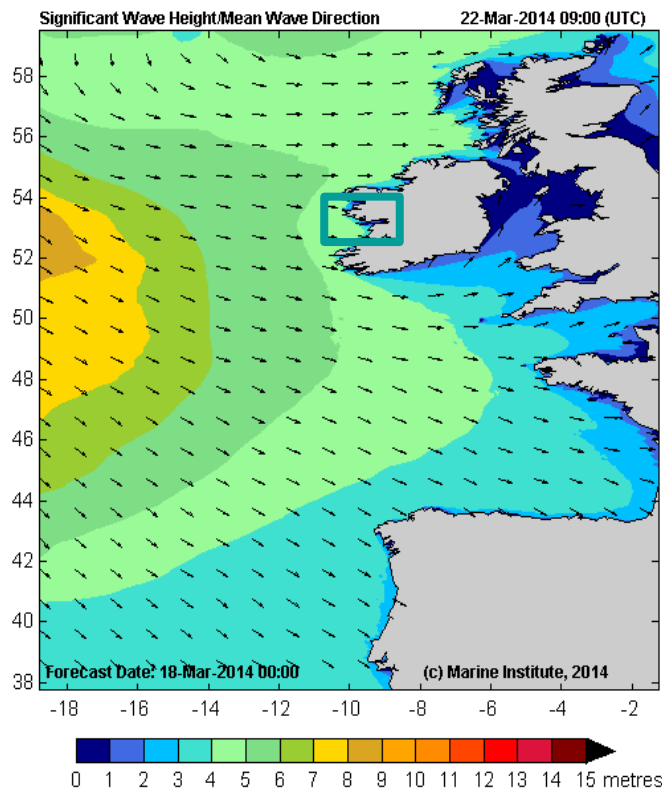 Significant Wave Height/Mean Wave Direction 22-Mar-2014 09:00 (UTC)
58
56
54
52
50
48
46
44
42
40
38
Forecast Date: 18-Mar-2014 00:00 (c) Marine Institute, 2014
-18 -16 -14 -12 -10 -8 -6 -4 -2
0 1 2 3 4 5 6 7 8 9 10 11 12 13 14 15 metres